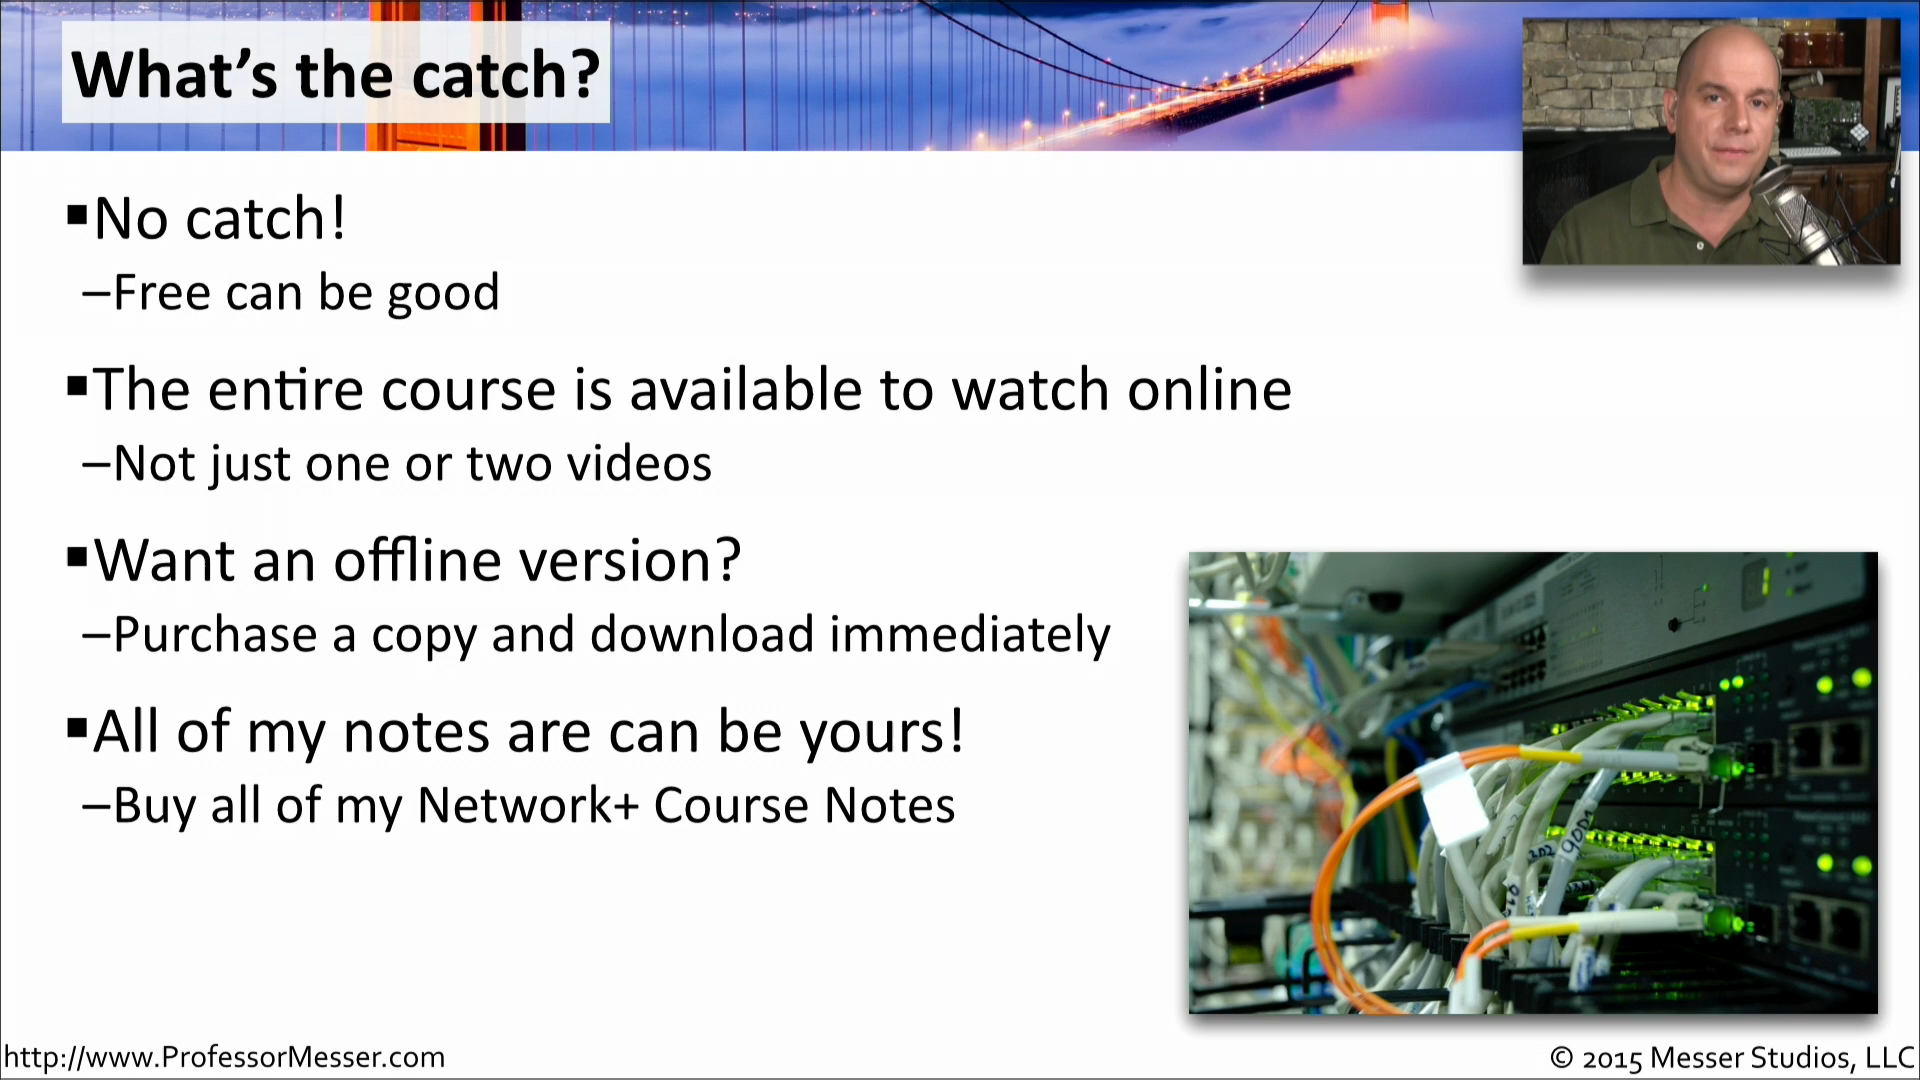 What's the catch?
▪No catch!
–Free can be good
▪The entire course is available to watch online
–Not just one or two videos
▪Want an offline version?
–Purchase a copy and download immediately
▪All of my notes are can be yours!
–Buy all of my Network+ Course Notes
http://www.ProfessorMesser.com
© 2015 Messer Studios, LLC